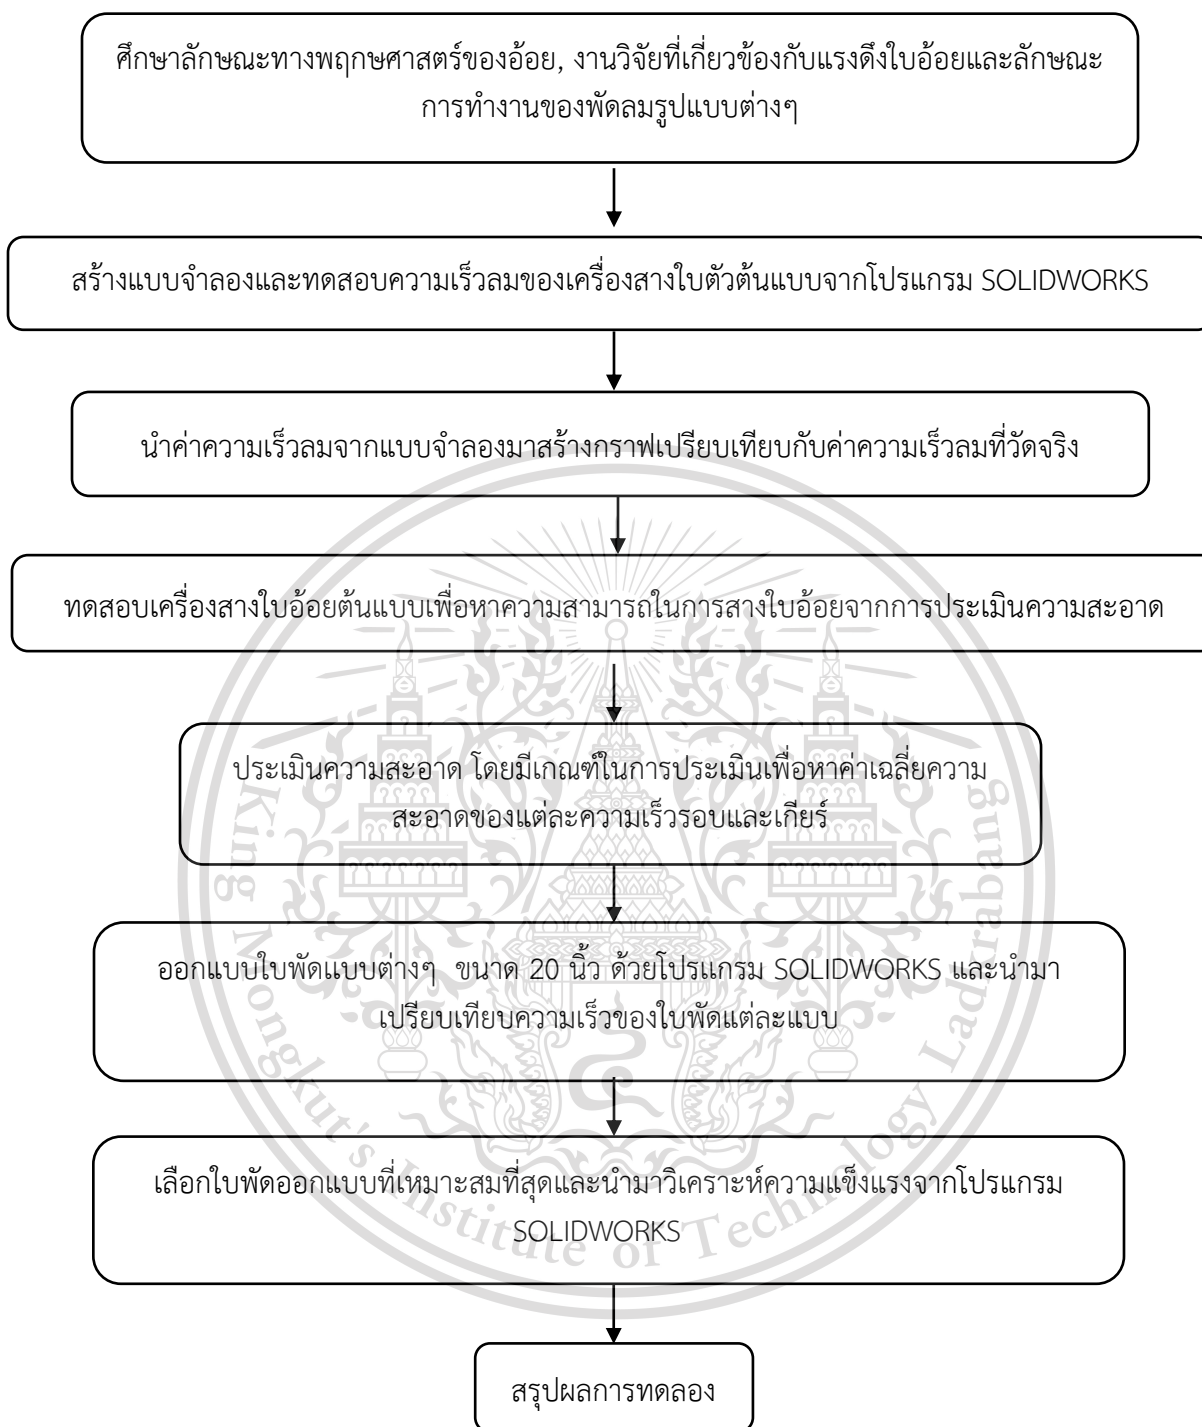 ศึกษาลักษณะทางพฤกษศาสตร์ของอ้อย, งานวิจัยที่เกี่ยวข้องกับแรงดึงใบอ้อยและลักษณะ
การทำงานของพัดลมรูปแบบต่างๆ
สร้างแบบจำลองและทดสอบความเร็วลมของเครื่องสางใบตัวต้นแบบจากโปรแกรม SOLIDWORKS
นำค่าความเร็วลมจากแบบจำลองมาสร้างกราฟเปรียบเทียบกับค่าความเร็วลมที่วัดจริง
ทดสอบเครื่องสางใบอ้อยต้นแบบเพื่อหาความสามารถในการสางใบอ้อยจากการประเมินความสะอาด
ประเมินความสะอาด โดยมีเกณฑ์ในการประเมินเพื่อหาค่าเฉลี่ยความ
สะอาดของแต่ละความเร็วรอบและเกียร์
ออกแบบใบพัดแบบต่างๆ ขนาด 20 นิ้ว ด้วยโปรแกรม SOLIDWORKS และนำมา
เปรียบเทียบความเร็วของใบพัดแต่ละแบบ
เลือกใบพัดออกแบบที่เหมาะสมที่สุดและนำมาวิเคราะห์ความแข็งแรงจากโปรแกรม
SOLIDWORKS
สรุปผลการทดลอง
King Mongkut's Institute of Technology Ladkrabang